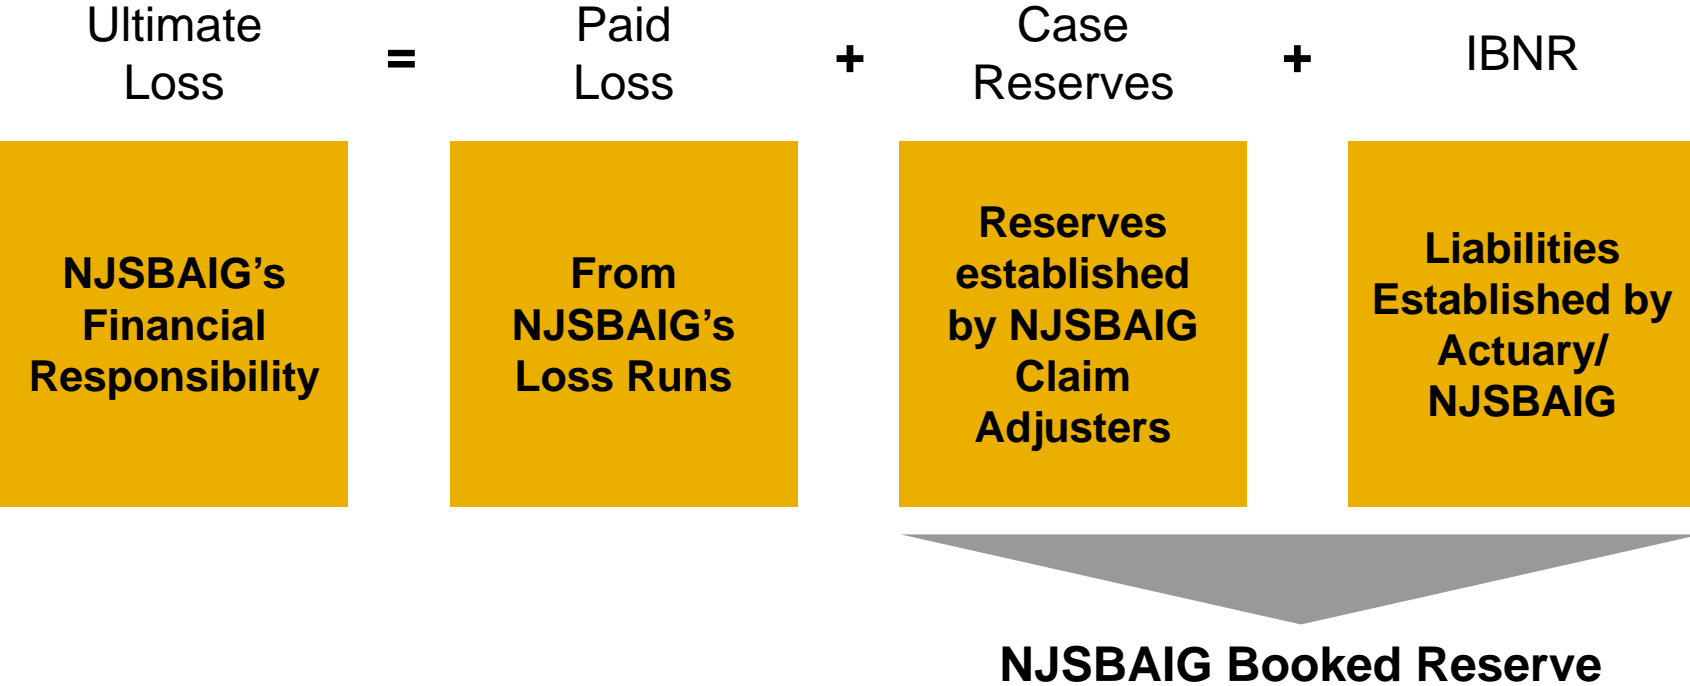 Ultimate
Loss
=
Paid
Loss
+
Case
Reserves
+
IBNR
NJSBAIG’s
Financial
Responsibility
From
NJSBAIG’s
Loss Runs
Reserves
established
by NJSBAIG
Claim
Adjusters
Liabilities
Established by
Actuary/
NJSBAIG
NJSBAIG Booked Reserve